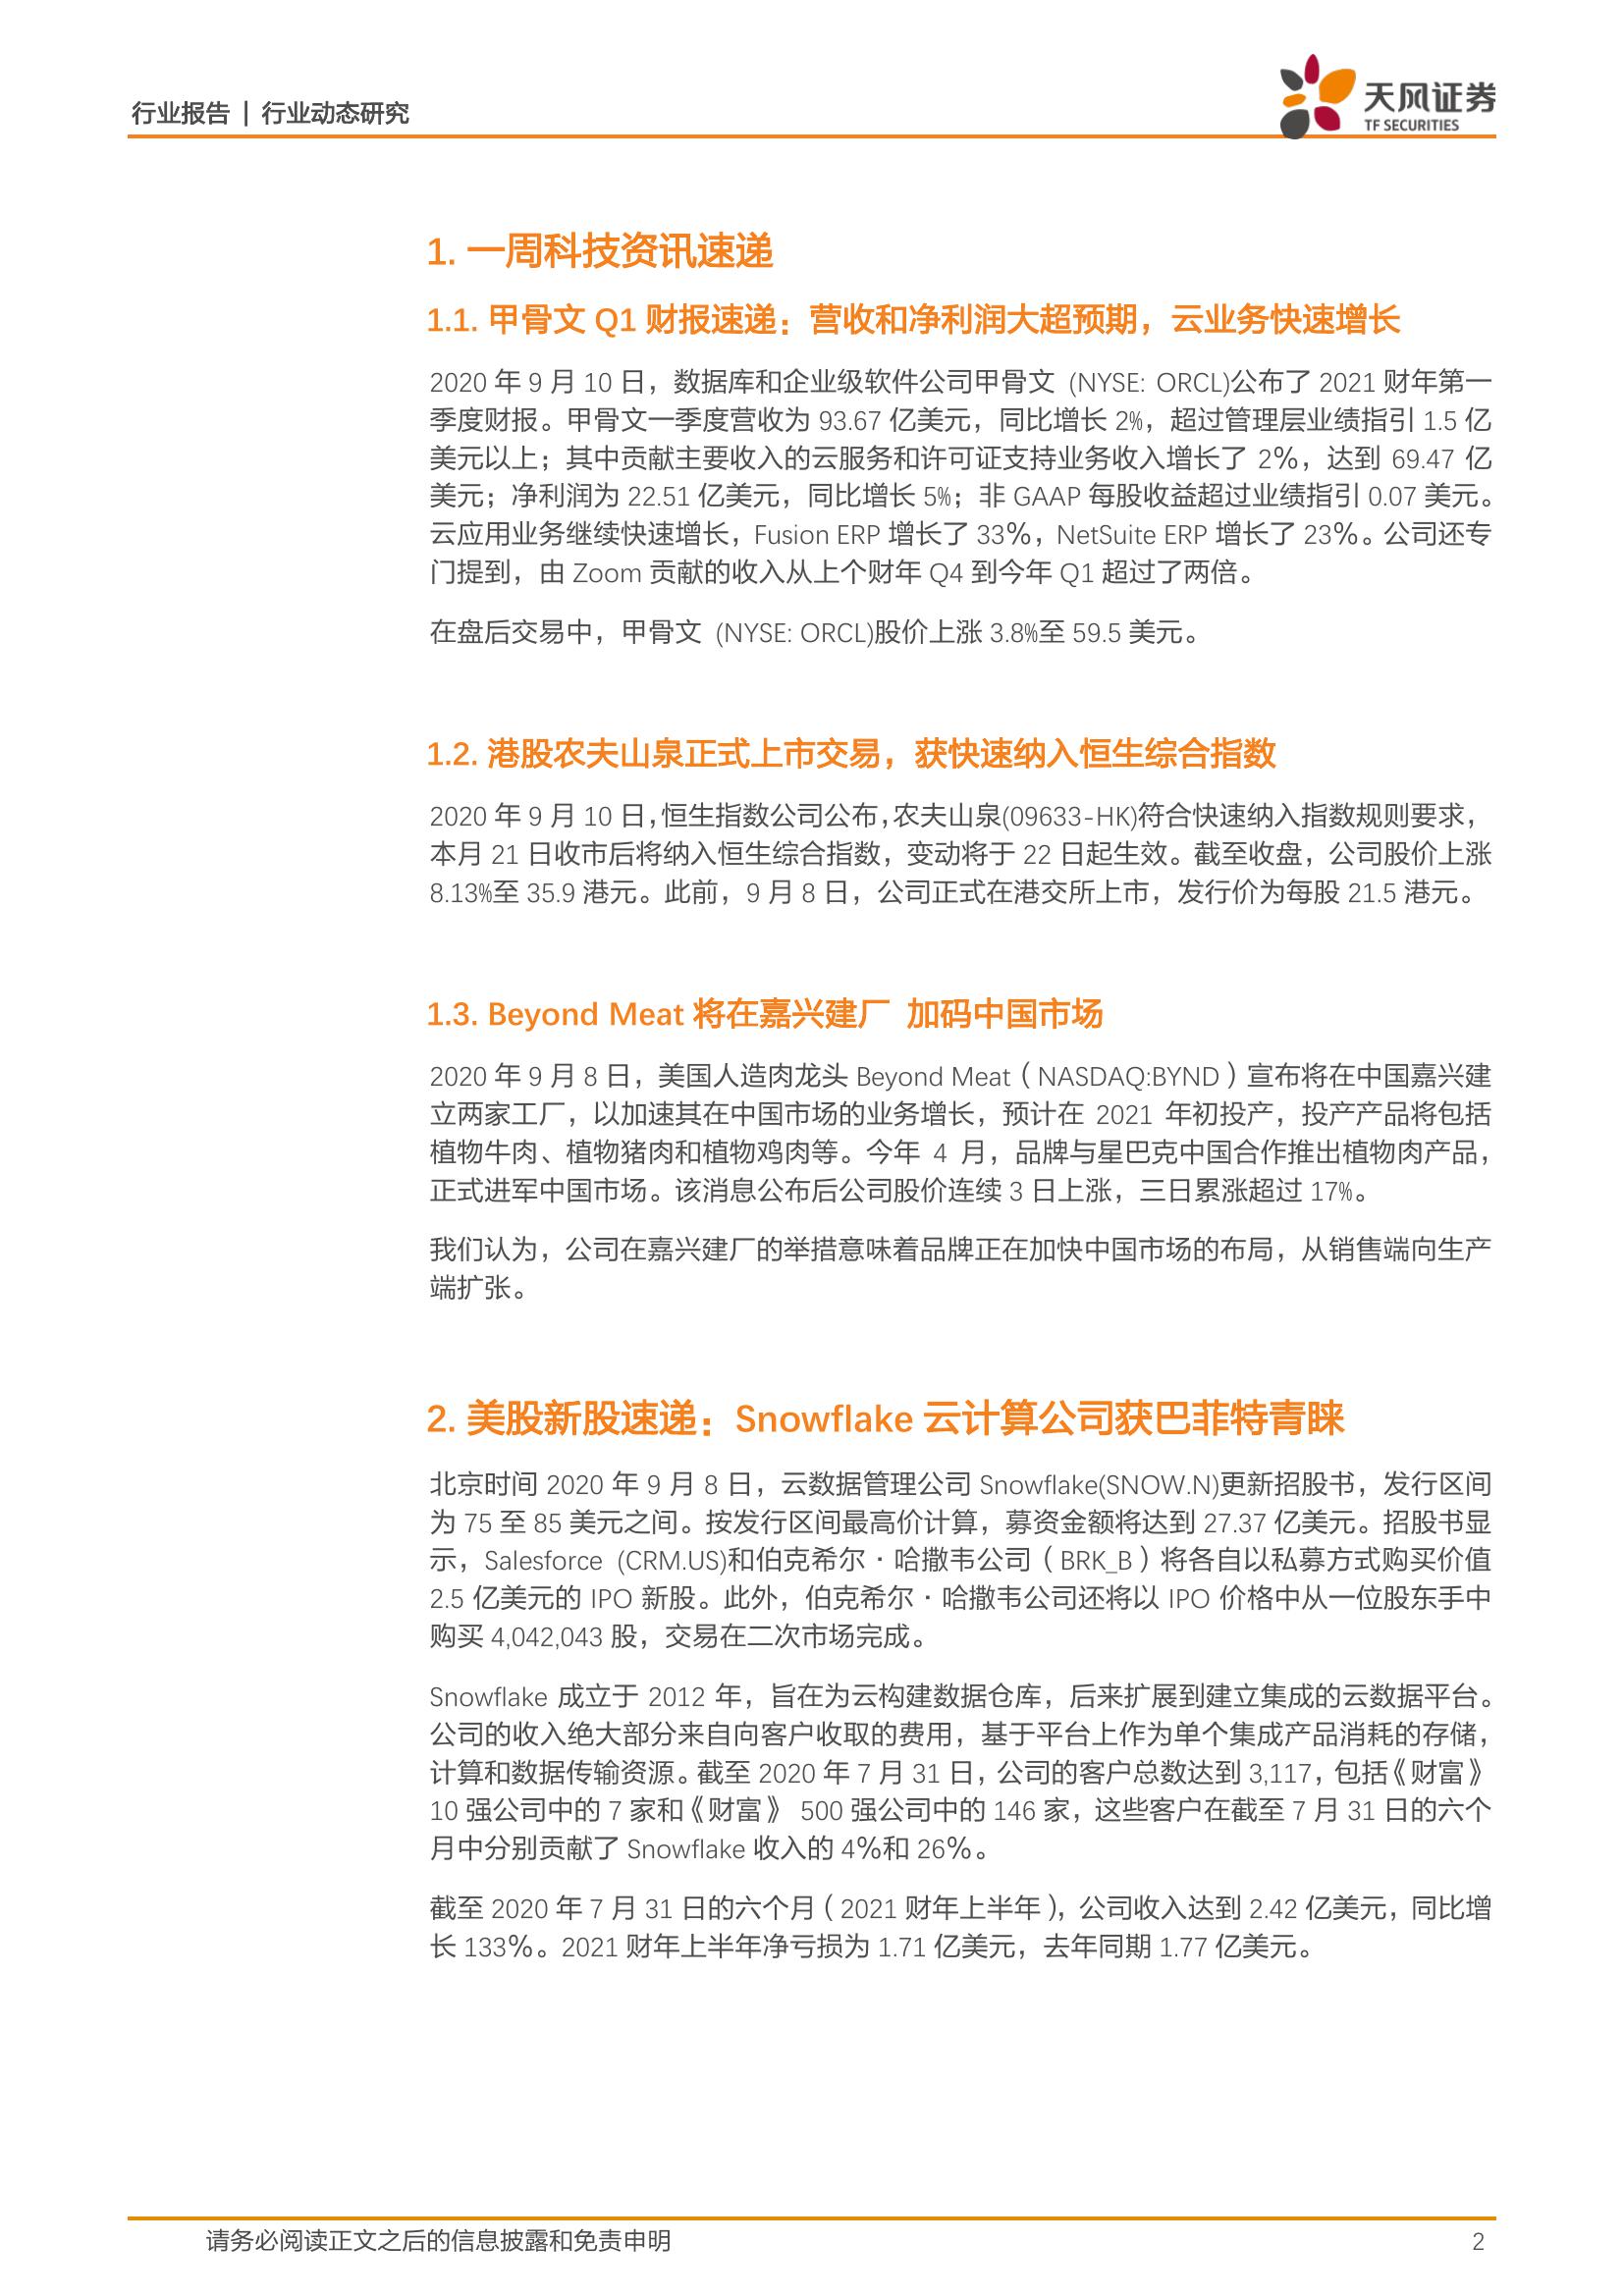 行业报告 | 行业动态研究
天风证券
TF SECURITIES
1. 一周科技资讯速递
1.1. 甲骨文 Q1 财报速递：营收和净利润大超预期，云业务快速增长
2020 年 9 月 10 日，数据库和企业级软件公司甲骨文 (NYSE: ORCL)公布了 2021 财年第一
季度财报。甲骨文一季度营收为 93.67 亿美元，同比增长 2%，超过管理层业绩指引 1.5 亿
美元以上；其中贡献主要收入的云服务和许可证支持业务收入增长了 2％，达到 69.47 亿
美元；净利润为 22.51 亿美元，同比增长 5%；非 GAAP 每股收益超过业绩指引 0.07 美元。
云应用业务继续快速增长，Fusion ERP 增长了 33％，NetSuite ERP 增长了 23％。公司还专
门提到，由 Zoom 贡献的收入从上个财年 Q4 到今年 Q1 超过了两倍。
在盘后交易中，甲骨文 (NYSE: ORCL)股价上涨 3.8%至 59.5 美元。
1.2. 港股农夫山泉正式上市交易，获快速纳入恒生综合指数
2020 年 9 月 10 日，恒生指数公司公布，农夫山泉(09633-HK)符合快速纳入指数规则要求，
本月 21 日收市后将纳入恒生综合指数，变动将于 22 日起生效。截至收盘，公司股价上涨
8.13%至 35.9 港元。此前，9 月 8 日，公司正式在港交所上市，发行价为每股 21.5 港元。
1.3. Beyond Meat 将在嘉兴建厂 加码中国市场
2020 年 9 月 8 日，美国人造肉龙头 Beyond Meat（NASDAQ:BYND）宣布将在中国嘉兴建
立两家工厂，以加速其在中国市场的业务增长，预计在 2021 年初投产，投产产品将包括
植物牛肉、植物猪肉和植物鸡肉等。今年 4 月，品牌与星巴克中国合作推出植物肉产品，
正式进军中国市场。该消息公布后公司股价连续 3 日上涨，三日累涨超过 17%。
我们认为，公司在嘉兴建厂的举措意味着品牌正在加快中国市场的布局，从销售端向生产
端扩张。
2. 美股新股速递：Snowflake 云计算公司获巴菲特青睐
北京时间 2020 年 9 月 8 日，云数据管理公司 Snowflake(SNOW.N)更新招股书，发行区间
为 75 至 85 美元之间。按发行区间最高价计算，募资金额将达到 27.37 亿美元。招股书显
示，Salesforce (CRM.US)和伯克希尔·哈撒韦公司（BRK_B）将各自以私募方式购买价值
2.5 亿美元的 IPO 新股。此外，伯克希尔·哈撒韦公司还将以 IPO 价格中从一位股东手中
购买 4,042,043 股，交易在二次市场完成。
Snowflake 成立于 2012 年，旨在为云构建数据仓库，后来扩展到建立集成的云数据平台。
公司的收入绝大部分来自向客户收取的费用，基于平台上作为单个集成产品消耗的存储，
计算和数据传输资源。截至 2020 年 7 月 31 日，公司的客户总数达到 3,117，包括《财富》
10 强公司中的 7 家和《财富》 500 强公司中的 146 家，这些客户在截至 7 月 31 日的六个
月中分别贡献了 Snowflake 收入的 4％和 26％。
截至 2020 年 7 月 31 日的六个月（2021 财年上半年），公司收入达到 2.42 亿美元，同比增
长 133％。2021 财年上半年净亏损为 1.71 亿美元，去年同期 1.77 亿美元。
请务必阅读正文之后的信息披露和免责申明
2